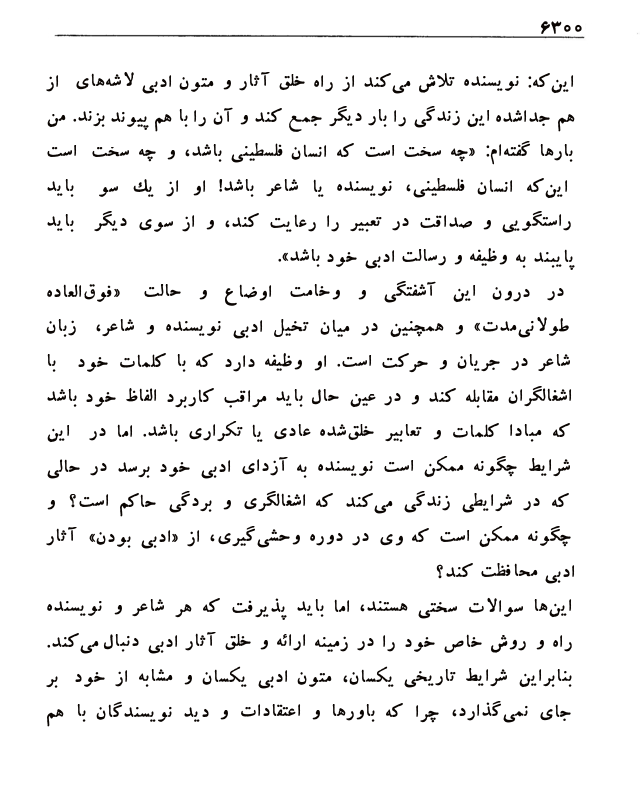 ۶۳۰۰
این‌که: نویسنده تلاش می‌کند از راه خلق آثار و متون ادبی لاشه‌های از
هم جداشده این زندگی را بار دیگر جمع کند و آن را با هم پیوند بزند. من
بارها گفته‌ام: «چه سخت است که انسان فلسطینی باشد، و چه سخت است
این‌که انسان فلسطینی، نویسنده یا شاعر باشد! او از یك سو باید
راستگویی و صداقت در تعبیر را رعایت کند، و از سوی دیگر باید
پایبند به وظیفه و رسالت ادبی خود باشد».
در درون این آشفتگی و وخامت اوضاع و حالت «فوق‌العاده
طولانی‌مدت» و همچنین در میان تخیل ادبی نویسنده و شاعر، زبان
شاعر در جریان و حرکت است. او وظیفه دارد که با کلمات خود با
اشغالگران مقابله کند و در عین حال باید مراقب کاربرد الفاظ خود باشد
که مبادا کلمات و تعابیر خلق‌شده عادی یا تکراری باشد. اما در این
شرایط چگونه ممکن است نویسنده به آزدای ادبی خود برسد در حالی
که در شرایطی زندگی می‌کند که اشغالگری و بردگی حاکم است؟ و
چگونه ممکن است که وی در دوره وحشی‌گیری، از «ادبی بودن» آثار
ادبی محافظت کند؟
این‌ها سوالات سختی هستند، اما باید پذیرفت که هر شاعر و نویسنده
راه و روش خاص خود را در زمینه ارائه و خلق آثار ادبی دنبال می‌کند.
بنابراین شرایط تاریخی یکسان، متون ادبی یکسان و مشابه از خود بر
جای نمی‌گذارد، چرا که باورها و اعتقادات و دید نویسندگان با هم